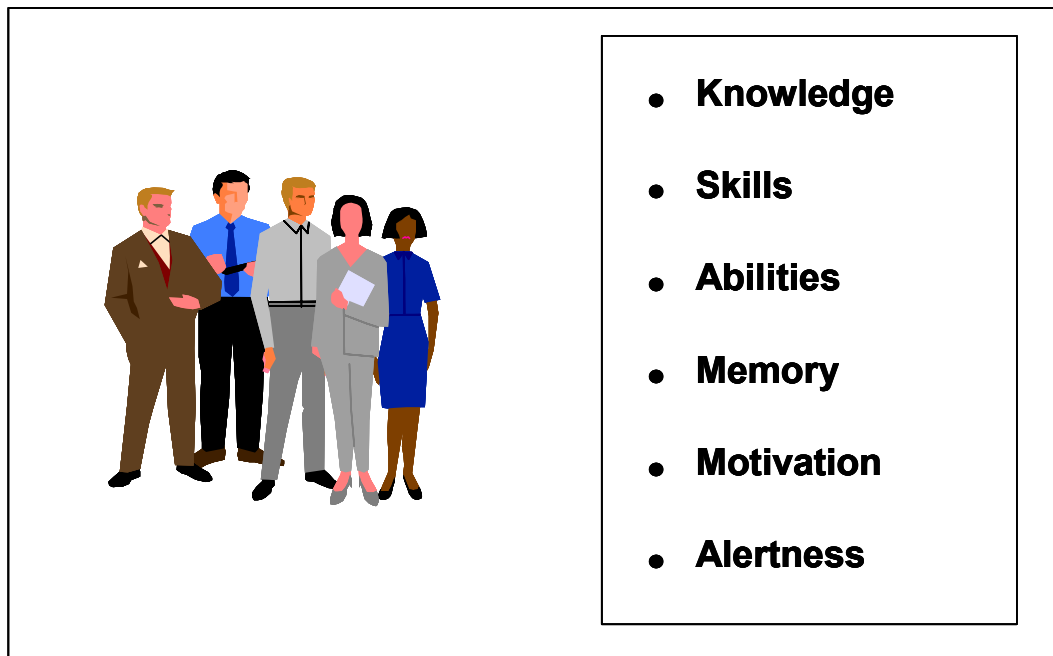 • Knowledge
• Skills
• Abilities
• Memory
• Motivation
• Alertness